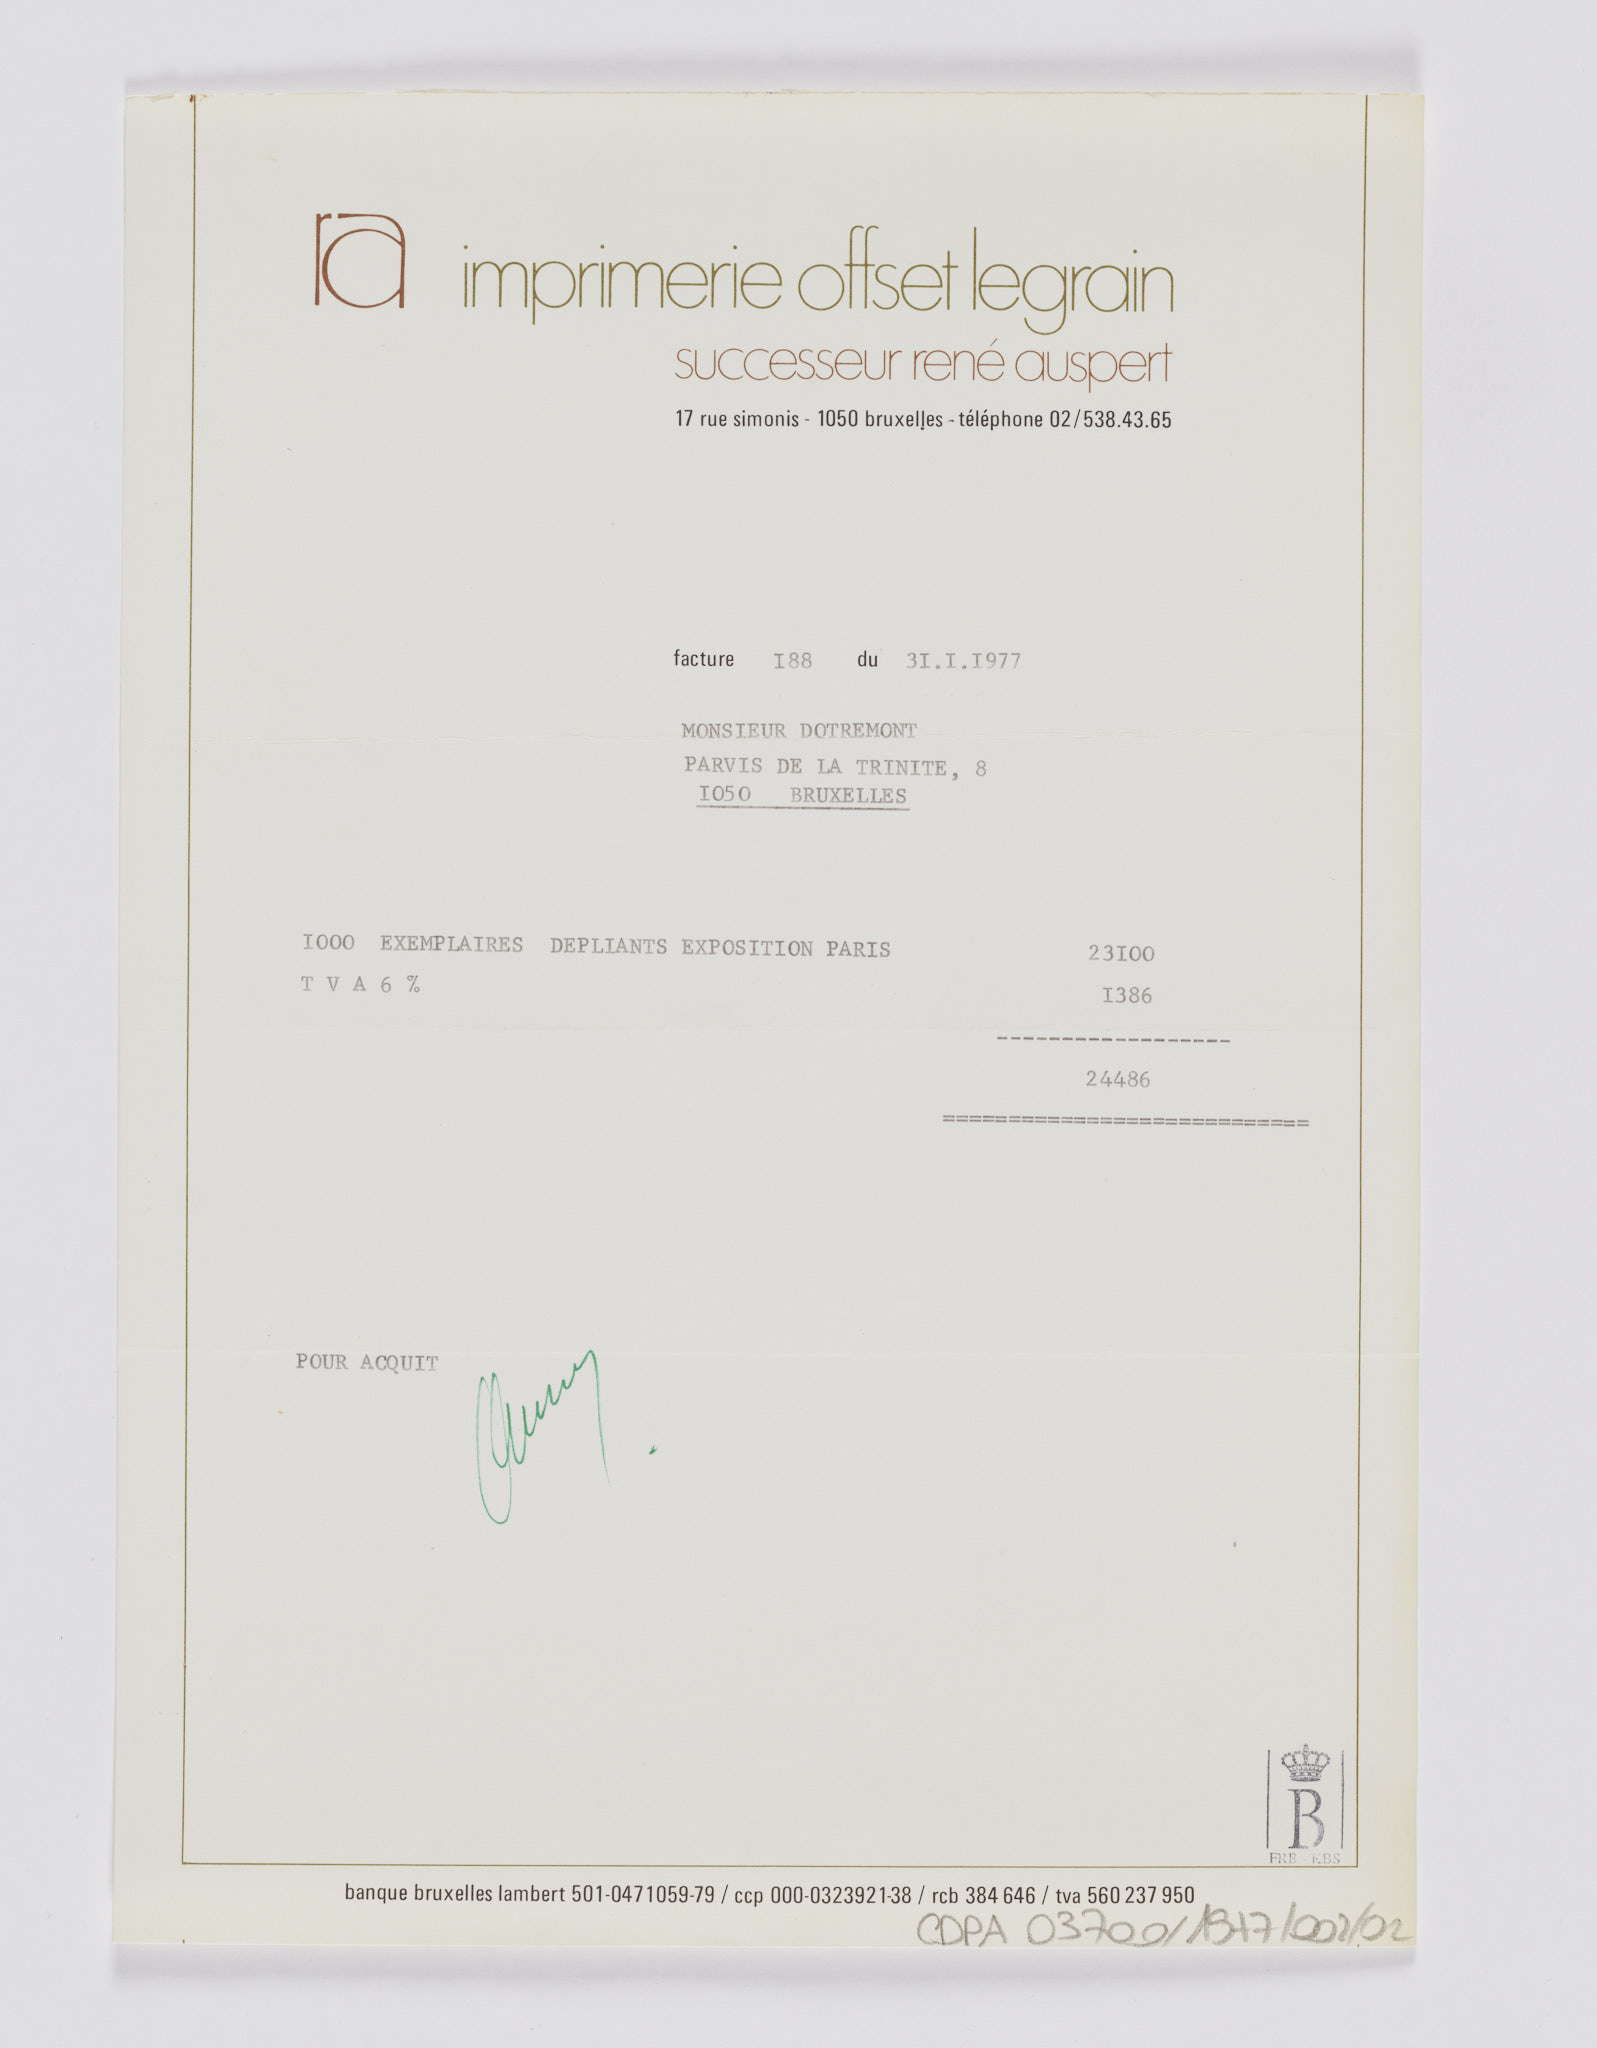 ra imprimerie offset legrain
successeur rené auspert
17 rue simonis - 1050 bruxelles - téléphone 02/538.43.65
facture I88 du 3I.I.I977
MONSIEUR DOTREMONT
PARVIS DE LA TRINITE, 8
I050 BRUXELLES
I000 EXEMPLAIRES DEPLIANTS EXPOSITION PARIS 23I00
T V A 6 % I386
-------------------
24486
============================
POUR ACQUIT
B
FRB - KBS
banque bruxelles lambert 501-0471059-79 / ccp 000-0323921-38 / rcb 384 646 / tva 560 237 950
CDPA 03700/